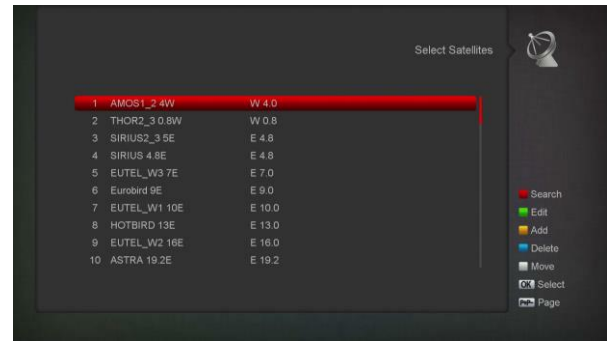 Select Satellites
1 AMOS1_2 4W W 4.0
2 THOR2_3 0.8W W 0.8
3 SIRIUS2_3 5E E 4.8
4 SIRIUS 4.8E E 4.8
5 EUTEL_W3 7E E 7.0
6 Eurobird 9E E 9.0
7 EUTEL_W1 10E E 10.0
8 HOTBIRD 13E E 13.0
9 EUTEL_W2 16E E 16.0
10 ASTRA 19.2E E 19.2
Search
Edit
Add
Delete
Move
OK Select
Page